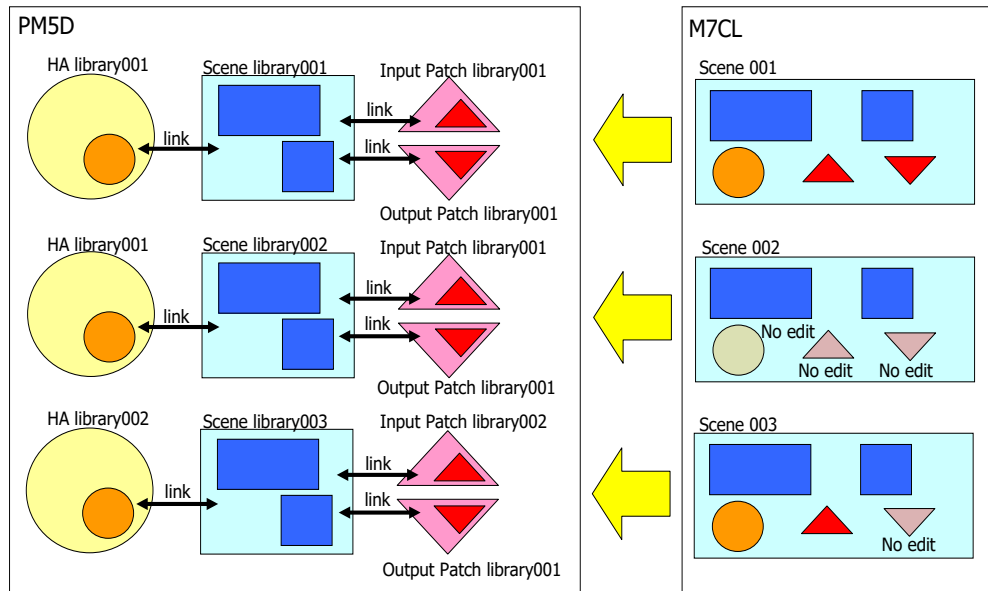 PM5D
HA library001
Scene library001
Input Patch library001
link
link
link
Output Patch library001
HA library001
Scene library002
Input Patch library001
link
link
link
Output Patch library001
HA library002
Scene library003
Input Patch library002
link
link
link
Output Patch library001
M7CL
Scene 001
Scene 002
No edit
No edit
No edit
Scene 003
No edit